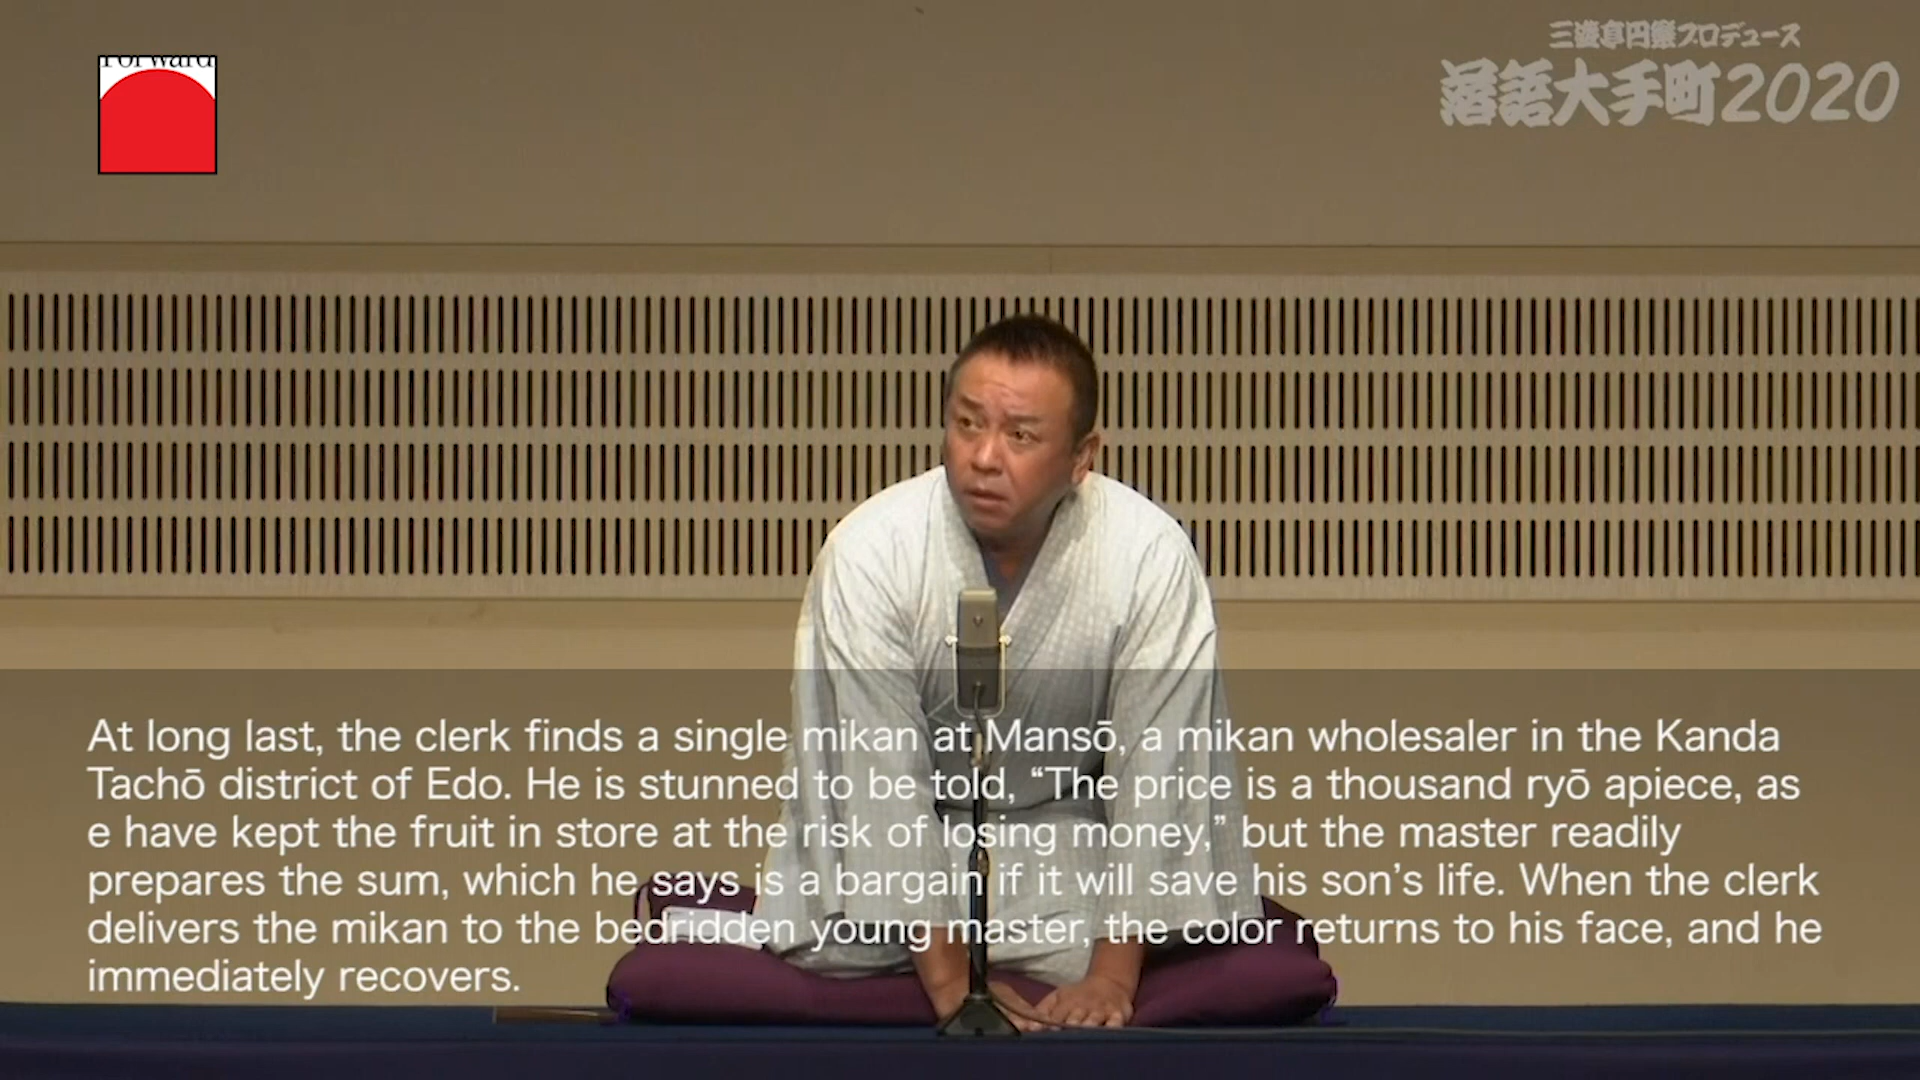 Forward
三遊亭円樂プロデュース
落語大手町2020
At long last, the clerk finds a single mikan at Mansō, a mikan wholesaler in the Kanda
Tachō district of Edo. He is stunned to be told, “The price is a thousand ryō apiece, as
e have kept the fruit in store at the risk of losing money,” but the master readily
prepares the sum, which he says is a bargain if it will save his son’s life. When the clerk
delivers the mikan to the bedridden young master, the color returns to his face, and he
immediately recovers.